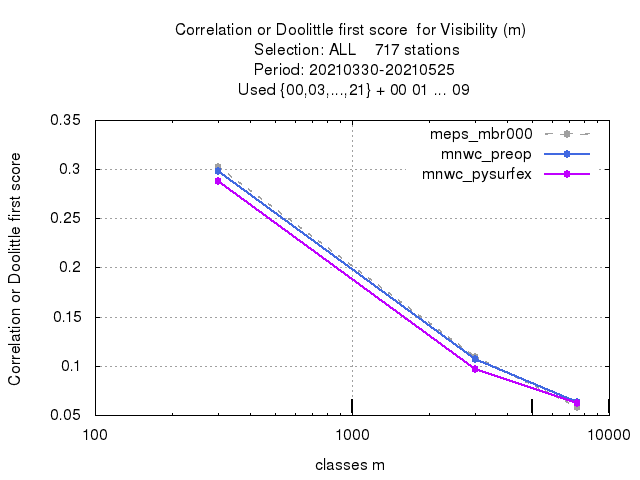 Correlation or Doolittle first score  for Visibility (m)
Selection: ALL    717 stations
Period: 20210330-20210525
Used {00,03,...,21} + 00 01 ... 09
Correlation or Doolittle first score
0.35
0.3
0.25
0.2
0.15
0.1
0.05
meps_mbr000
mnwc_preop
mnwc_pysurfex
100
1000
10000
classes m